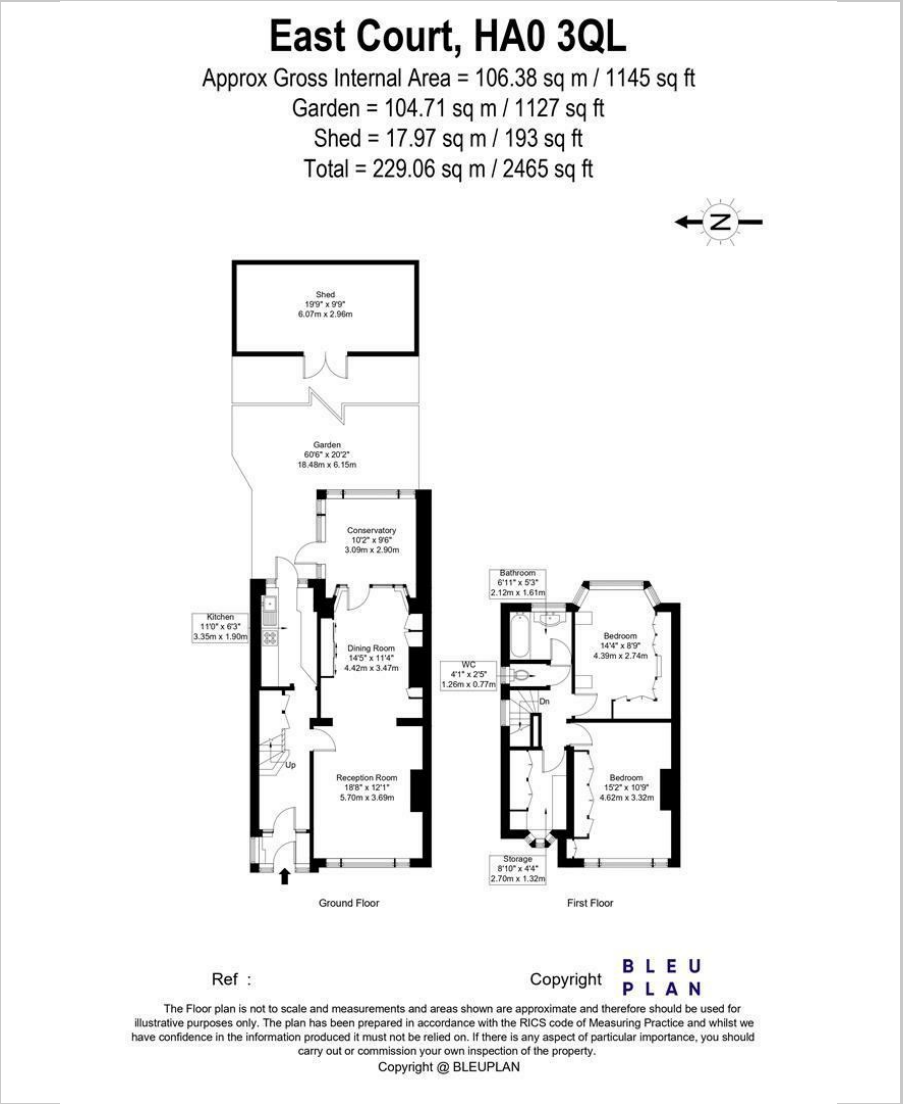 East Court, HA0 3QL
Approx Gross Internal Area = 106.38 sq m / 1145 sq ft
Garden = 104.71 sq m / 1127 sq ft
Shed = 17.97 sq m / 193 sq ft
Total = 229.06 sq m / 2465 sq ft
N
Shed
19'9" x 9'9"
6.07m x 2.96m
Garden
60'6" x 20'2"
18.48m x 6.15m
Conservatory
10'2" x 9'6"
3.09m x 2.90m
Kitchen
11'0" x 6'3"
3.35m x 1.90m
Dining Room
14'5" x 11'4"
4.42m x 3.47m
Up
Reception Room
18'8" x 12'1"
5.70m x 3.69m
Ground Floor
Bathroom
6'11" x 5'3"
2.12m x 1.61m
Bedroom
14'4" x 8'9"
4.39m x 2.74m
WC
4'1" x 2'5"
1.26m x 0.77m
Dn
Bedroom
15'2" x 10'9"
4.62m x 3.32m
Storage
8'10" x 4'4"
2.70m x 1.32m
First Floor
Ref :
Copyright
BLEU
PLAN
The Floor plan is not to scale and measurements and areas shown are approximate and therefore should be used for
illustrative purposes only. The plan has been prepared in accordance with the RICS code of Measuring Practice and whilst we
have confidence in the information produced it must not be relied on. If there is any aspect of particular importance, you should
carry out or commission your own inspection of the property.
Copyright @ BLEUPLAN